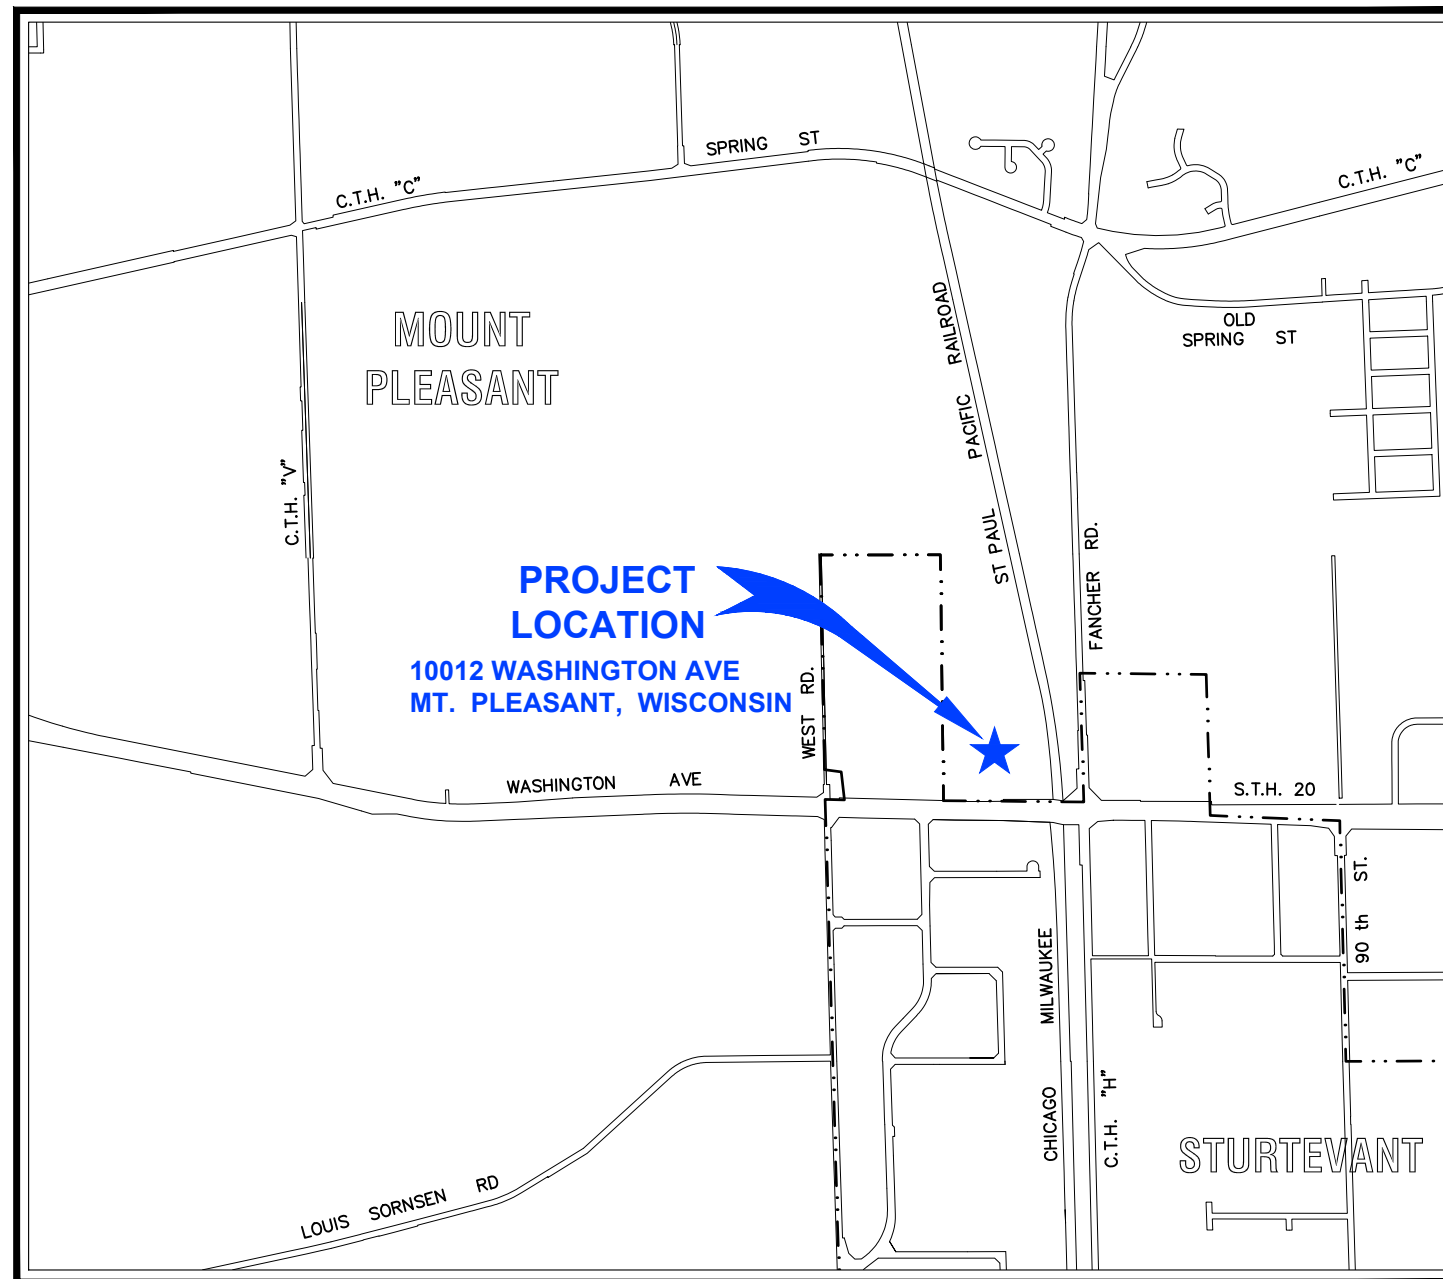 SPRING ST
C.T.H. "C"
C.T.H. "C"
MOUNT
PLEASANT
OLD
SPRING ST
C.T.H. "V"
ST PAUL PACIFIC RAILROAD
FANCHER RD.
PROJECT
LOCATION
10012 WASHINGTON AVE
MT. PLEASANT, WISCONSIN
WEST RD.
WASHINGTON AVE
S.T.H. 20
90 th ST.
CHICAGO MILWAUKEE
C.T.H. "H"
STURTEVANT
LOUIS SORNSEN RD